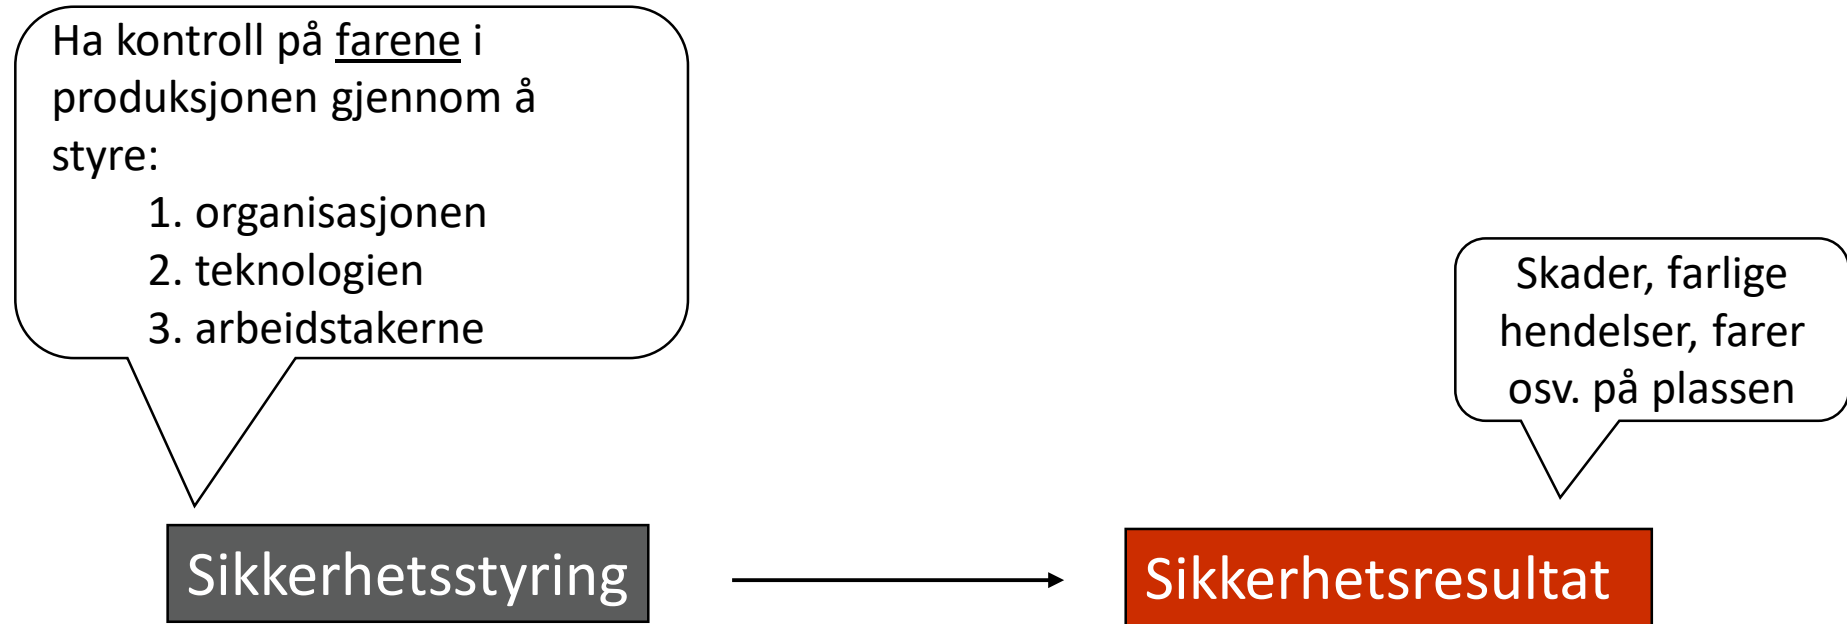 Ha kontroll på farene i
produksjonen gjennom å
styre:
1. organisasjonen
2. teknologien
3. arbeidstakerne
Skader, farlige
hendelser, farer
osv. på plassen
Sikkerhetsstyring
Sikkerhetsresultat